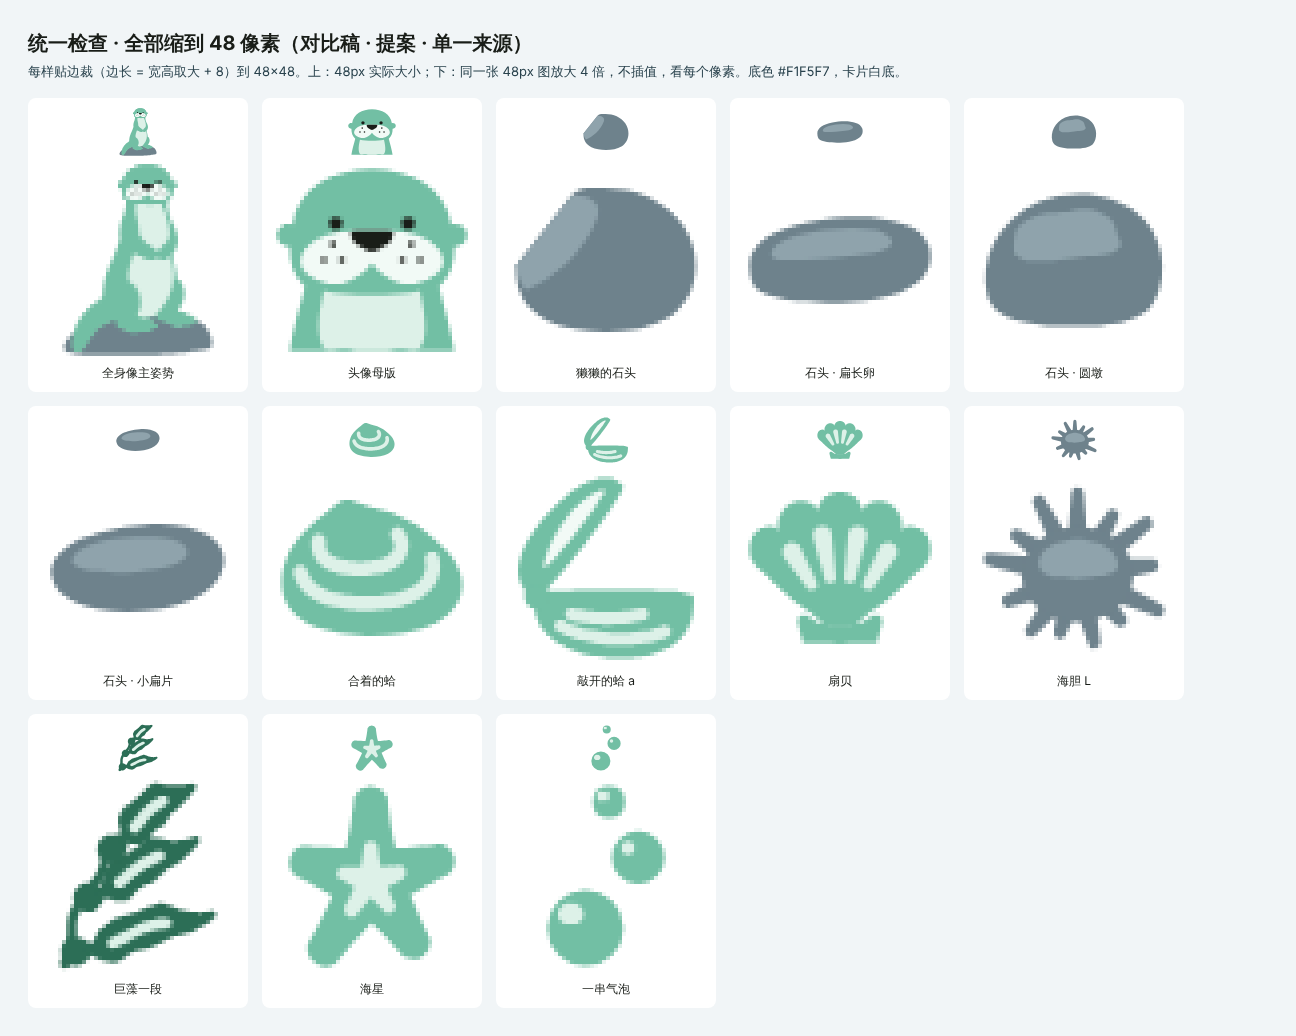 统一检查 · 全部缩到 48 像素（对比稿 · 提案 · 单一来源）
每样贴边裁（边长 = 宽高取大 + 8）到 48×48。上：48px 实际大小；下：同一张 48px 图放大 4 倍，不插值，看每个像素。底色 #F1F5F7，卡片白底。
全身像主姿势
头像母版
獭獭的石头
石头 · 扁长卵
石头 · 圆墩
石头 · 小扁片
合着的蛤
敲开的蛤 a
扇贝
海胆 L
巨藻一段
海星
一串气泡